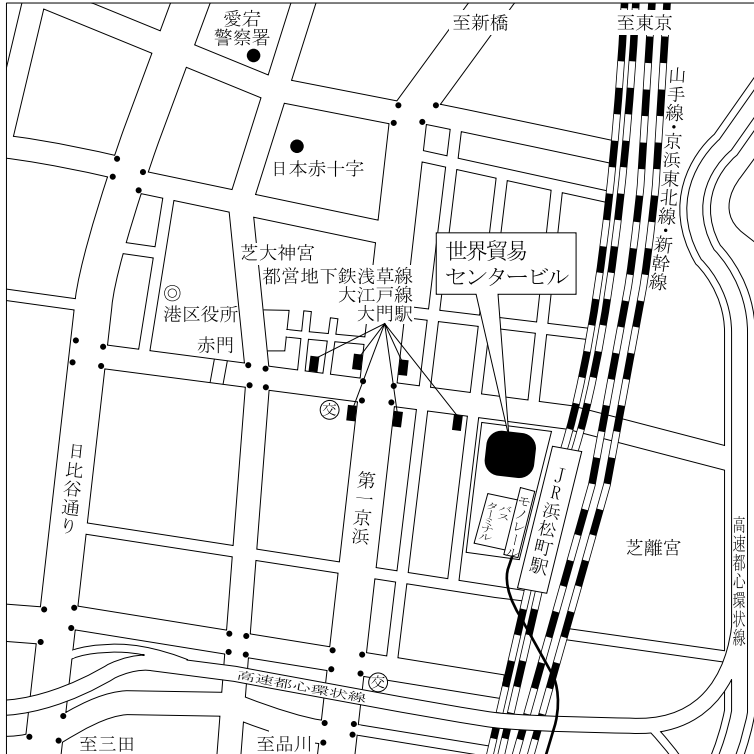 愛宕
警察署
至新橋
至東京
山手線・京浜東北線・新幹線
日本赤十字
芝大神宮
都営地下鉄浅草線
大江戸線
大門駅
世界貿易
センタービル
港区役所
赤門
交
日比谷通り
第一京浜
バス
ターミナル
モノレール
JR浜松町駅
芝離宮
高速都心環状線
高速都心環状線
交
至三田
至品川